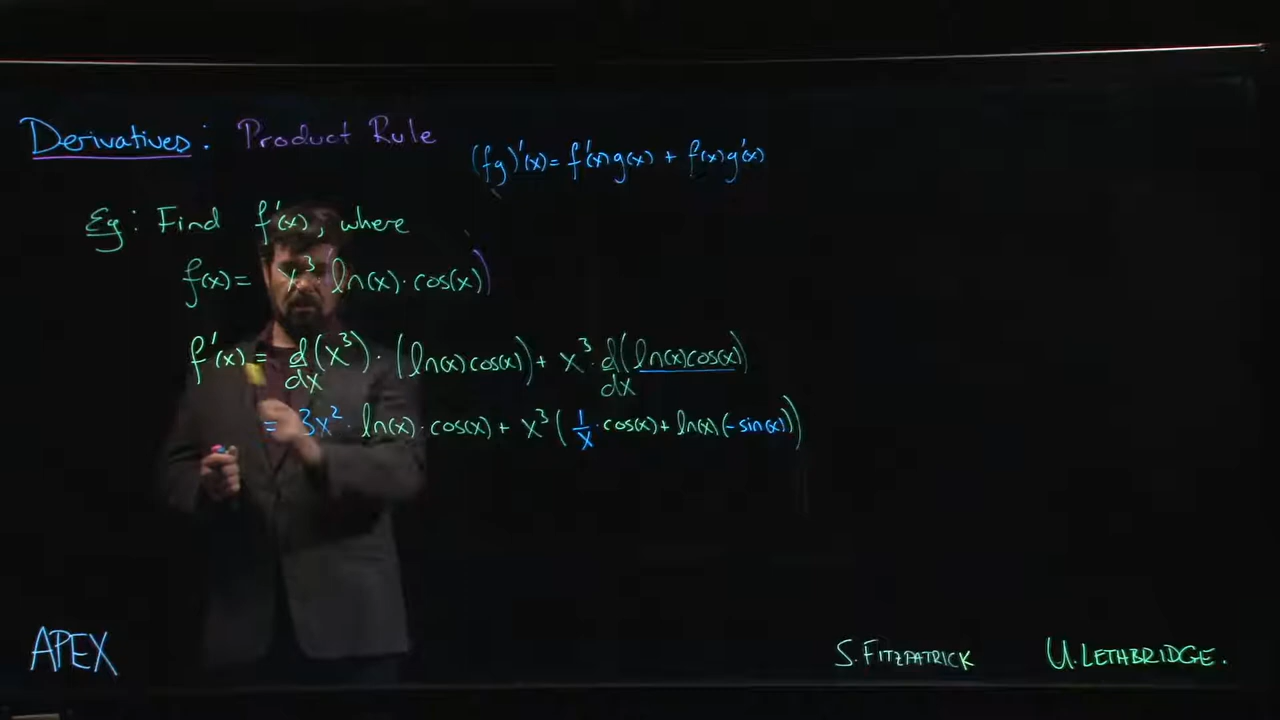 Derivatives: Product Rule
(fg)'(x) = f'(x)g(x) + f(x)g'(x)
Eg: Find f'(x), where
f(x) = x³·(ln(x)·cos(x))
f'(x) = d/dx (x³)·(ln(x)cos(x)) + x³·d/dx (ln(x)cos(x))
= 3x²·ln(x)·cos(x) + x³(1/x·cos(x) + ln(x)(-sin(x)))
APEX
S. FITZPATRICK
U. LETHBRIDGE.